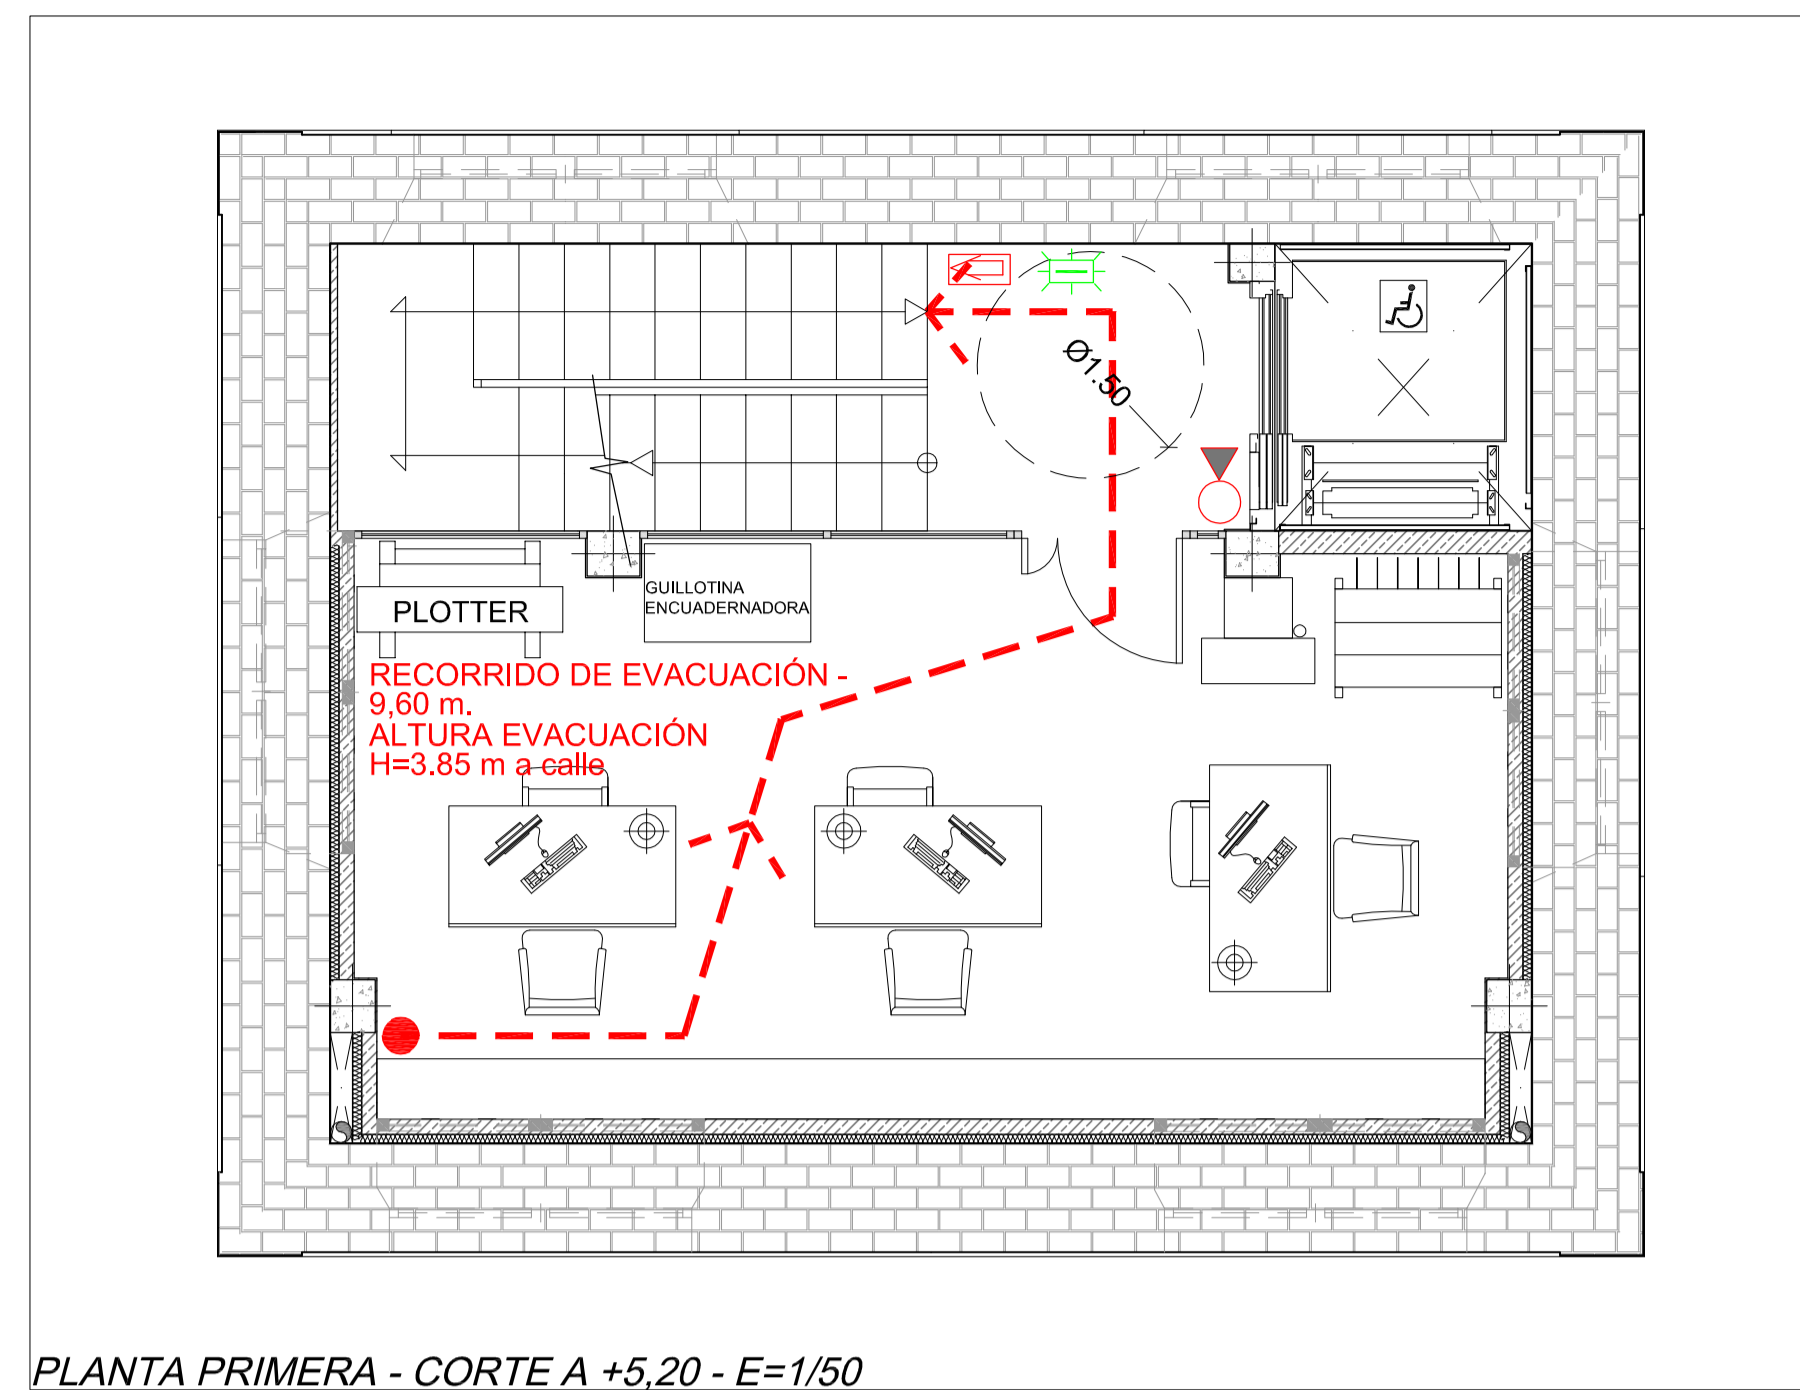 Ø1.50
PLOTTER
GUILLOTINA
ENCUADERNADORA
RECORRIDO DE EVACUACIÓN -
9,60 m.
ALTURA EVACUACIÓN
H=3.85 m a calle
PLANTA PRIMERA - CORTE A +5,20 - E=1/50